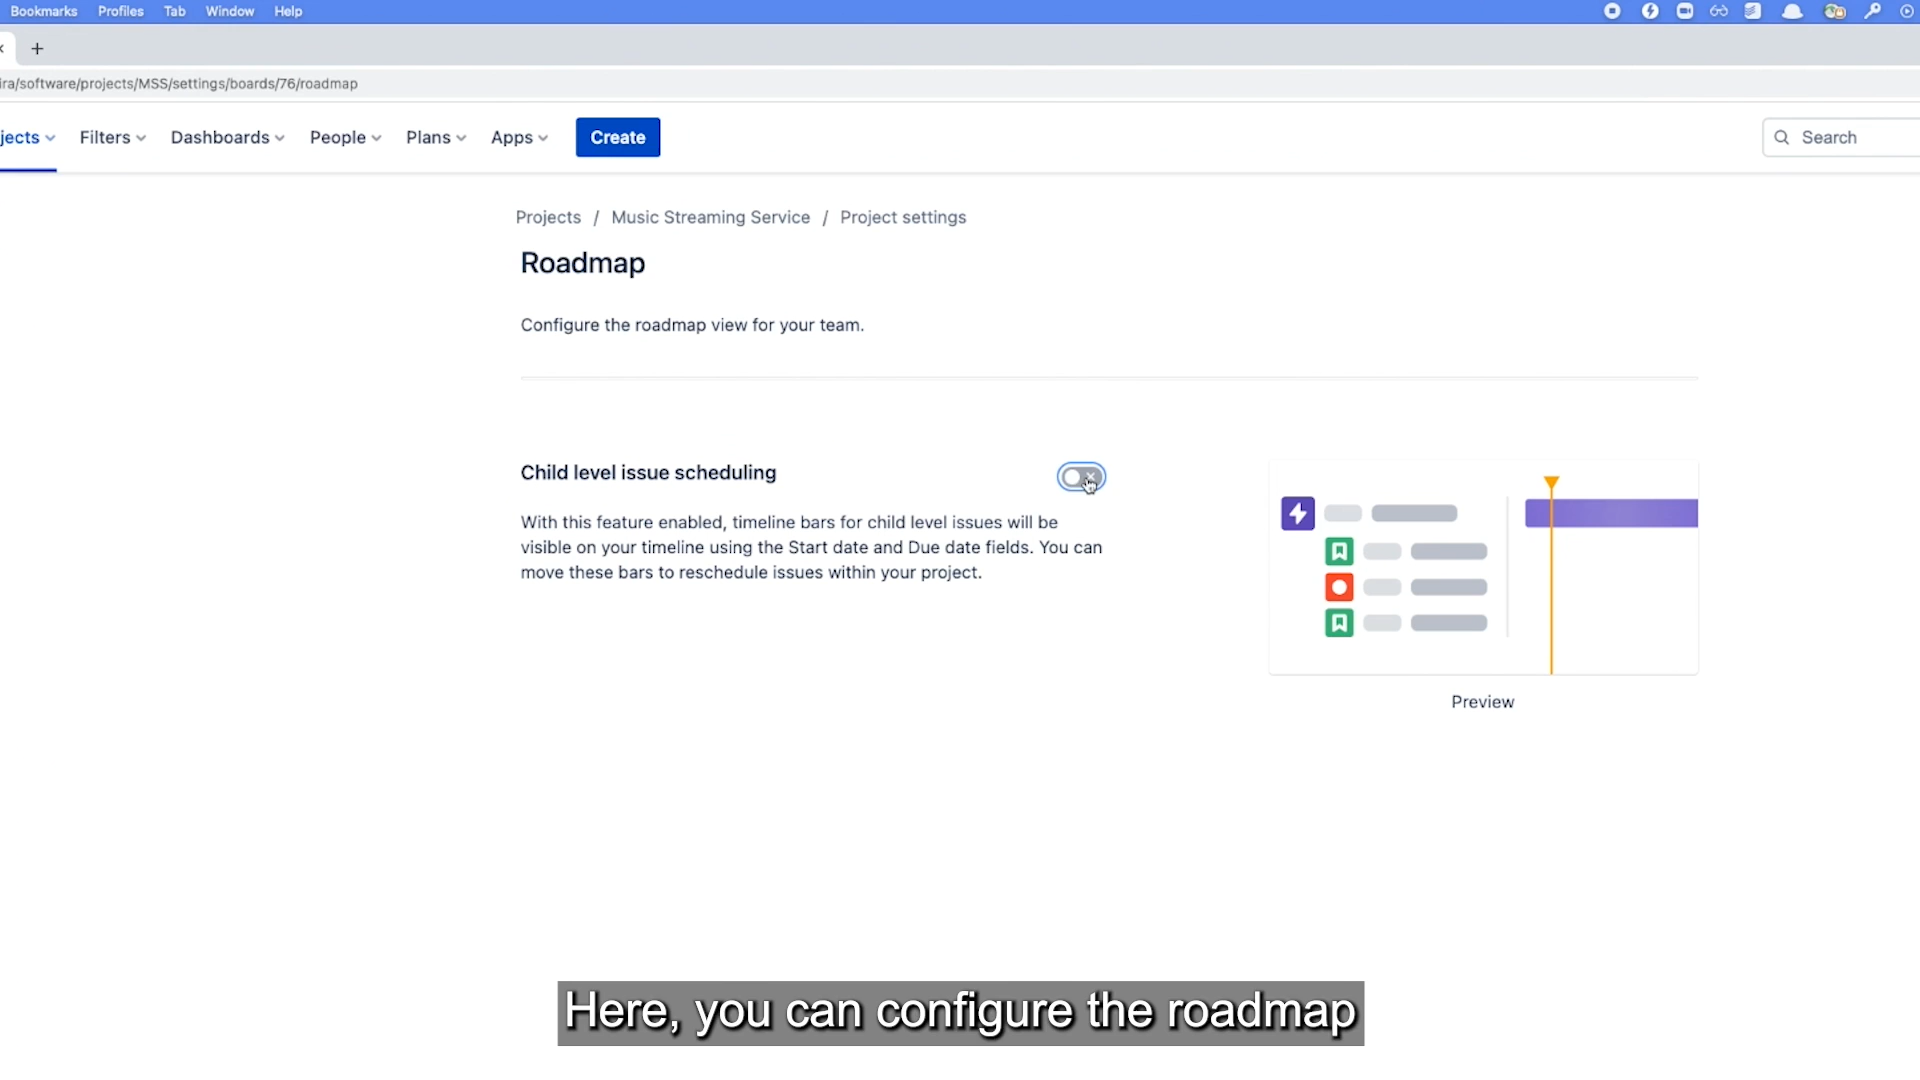 Bookmarks Profiles Tab Window Help
ira/software/projects/MSS/settings/boards/76/roadmap
jects Filters Dashboards People Plans Apps Create Search
Projects / Music Streaming Service / Project settings
Roadmap
Configure the roadmap view for your team.
Child level issue scheduling
With this feature enabled, timeline bars for child level issues will be
visible on your timeline using the Start date and Due date fields. You can
move these bars to reschedule issues within your project.
Preview
Here, you can configure the roadmap